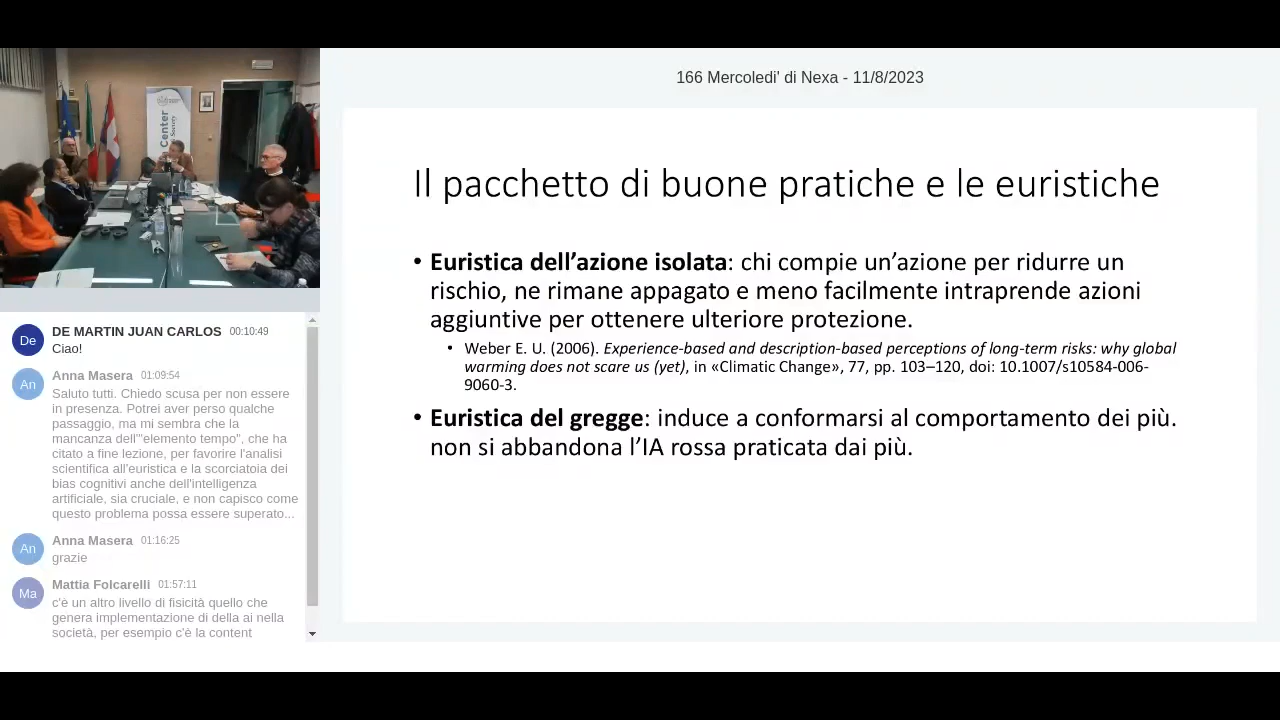 166 Mercoledi' di Nexa - 11/8/2023
Center
& Society
DE MARTIN JUAN CARLOS 00:10:49
De
Ciao!
Anna Masera 01:09:54
An
Saluto tutti. Chiedo scusa per non essere
in presenza. Potrei aver perso qualche
passaggio, ma mi sembra che la
mancanza dell'"elemento tempo", che ha
citato a fine lezione, per favorire l'analisi
scientifica all'euristica e la scorciatoia dei
bias cognitivi anche dell'intelligenza
artificiale, sia cruciale, e non capisco come
questo problema possa essere superato...
Anna Masera 01:16:25
An
grazie
Mattia Folcarelli 01:57:11
Ma
c'è un altro livello di fisicità quello che
genera implementazione di della ai nella
società, per esempio c'è la content
Il pacchetto di buone pratiche e le euristiche
• Euristica dell'azione isolata: chi compie un'azione per ridurre un
rischio, ne rimane appagato e meno facilmente intraprende azioni
aggiuntive per ottenere ulteriore protezione.
• Weber E. U. (2006). Experience-based and description-based perceptions of long-term risks: why global
warming does not scare us (yet), in «Climatic Change», 77, pp. 103–120, doi: 10.1007/s10584-006-
9060-3.
• Euristica del gregge: induce a conformarsi al comportamento dei più.
non si abbandona l'IA rossa praticata dai più.